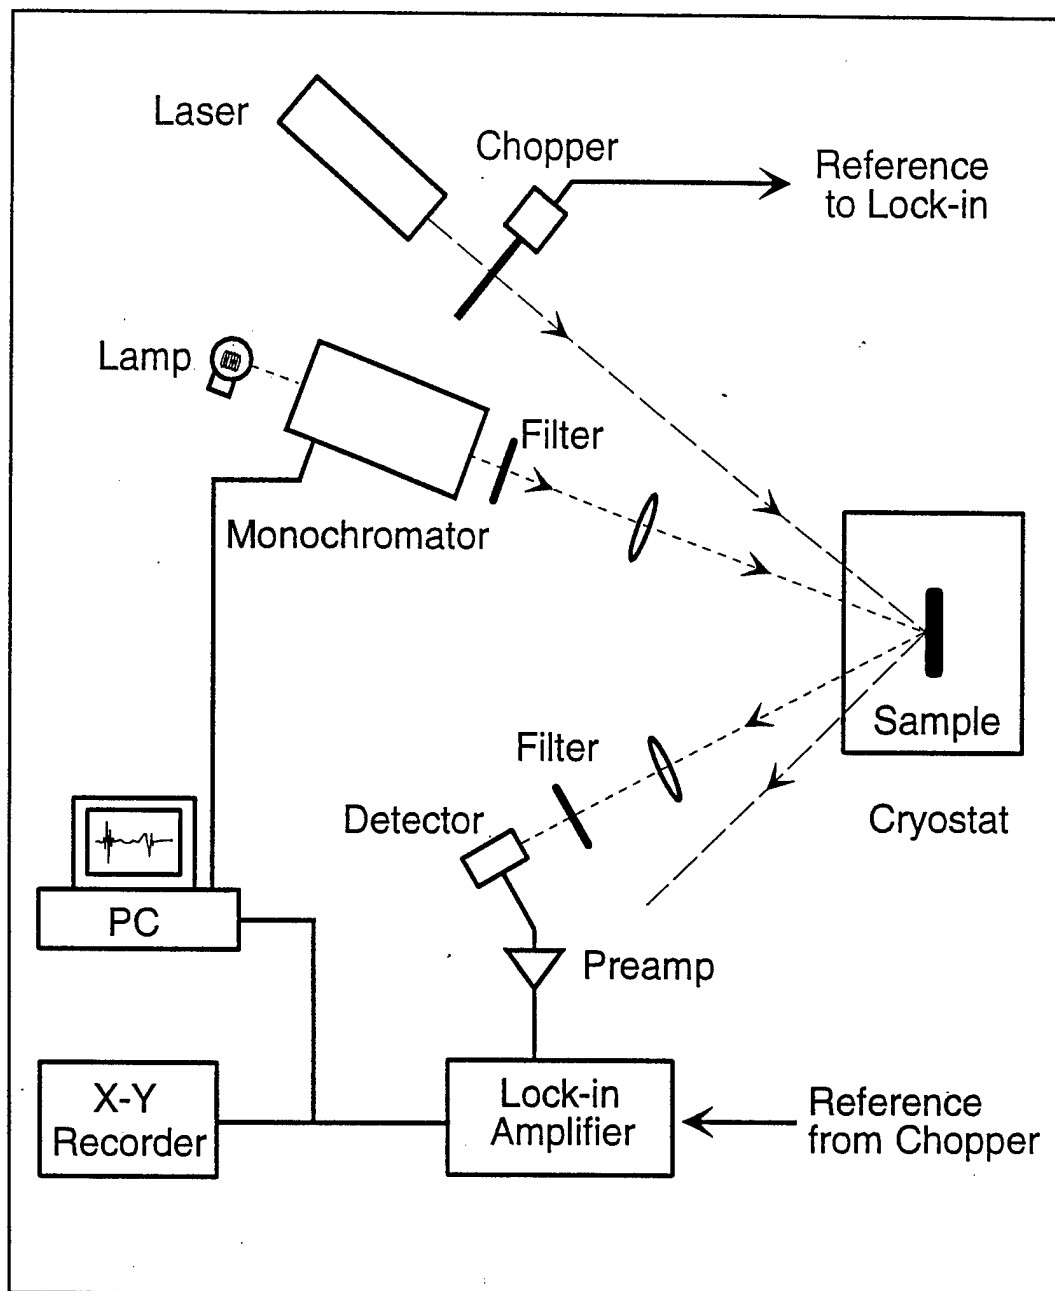 Laser
Chopper
Reference
to Lock-in
Lamp
Filter
Monochromator
Sample
Filter
Detector
Cryostat
PC
Preamp
X-Y
Recorder
Lock-in
Amplifier
Reference
from Chopper